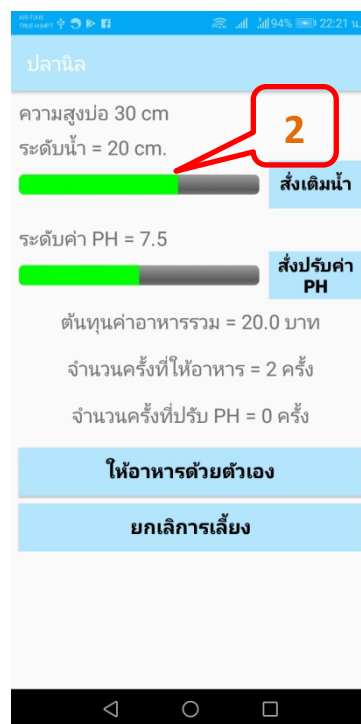 AIS-T:AIS
TRUE-H:MFT 94% 22:21 น.
ปลานิล
ความสูงบ่อ 30 cm
2
ระดับน้ำ = 20 cm.
สั่งเติมน้ำ
ระดับค่า PH = 7.5
สั่งปรับค่า
PH
ต้นทุนค่าอาหารรวม = 20.0 บาท
จำนวนครั้งที่ให้อาหาร = 2 ครั้ง
จำนวนครั้งที่ปรับ PH = 0 ครั้ง
ให้อาหารด้วยตัวเอง
ยกเลิการเลี้ยง